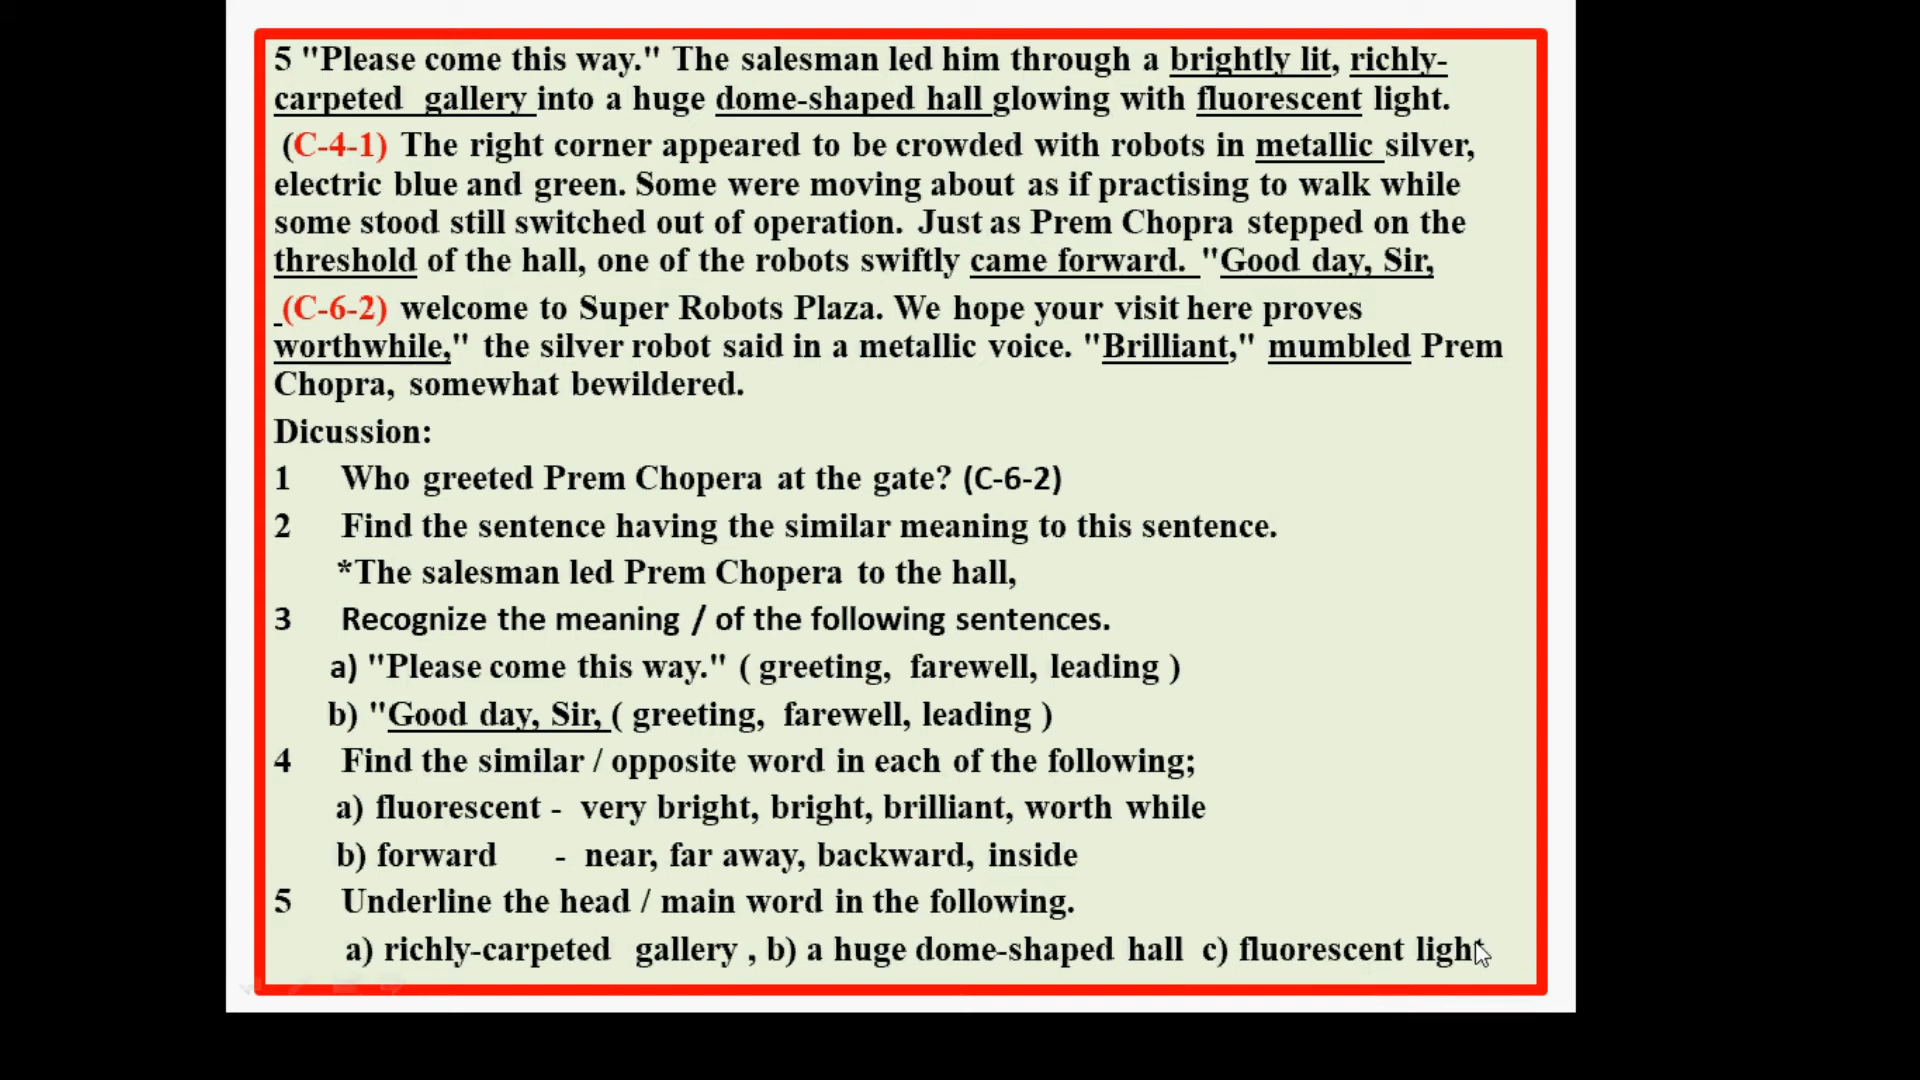 5 "Please come this way." The salesman led him through a brightly lit, richly-
carpeted gallery into a huge dome-shaped hall glowing with fluorescent light.
(C-4-1) The right corner appeared to be crowded with robots in metallic silver,
electric blue and green. Some were moving about as if practising to walk while
some stood still switched out of operation. Just as Prem Chopra stepped on the
threshold of the hall, one of the robots swiftly came forward. "Good day, Sir,
(C-6-2) welcome to Super Robots Plaza. We hope your visit here proves
worthwhile," the silver robot said in a metallic voice. "Brilliant," mumbled Prem
Chopra, somewhat bewildered.
Dicussion:
1 Who greeted Prem Chopera at the gate? (C-6-2)
2 Find the sentence having the similar meaning to this sentence.
*The salesman led Prem Chopera to the hall,
3 Recognize the meaning / of the following sentences.
a) "Please come this way." ( greeting, farewell, leading )
b) "Good day, Sir, ( greeting, farewell, leading )
4 Find the similar / opposite word in each of the following;
a) fluorescent - very bright, bright, brilliant, worth while
b) forward - near, far away, backward, inside
5 Underline the head / main word in the following.
a) richly-carpeted gallery , b) a huge dome-shaped hall c) fluorescent light